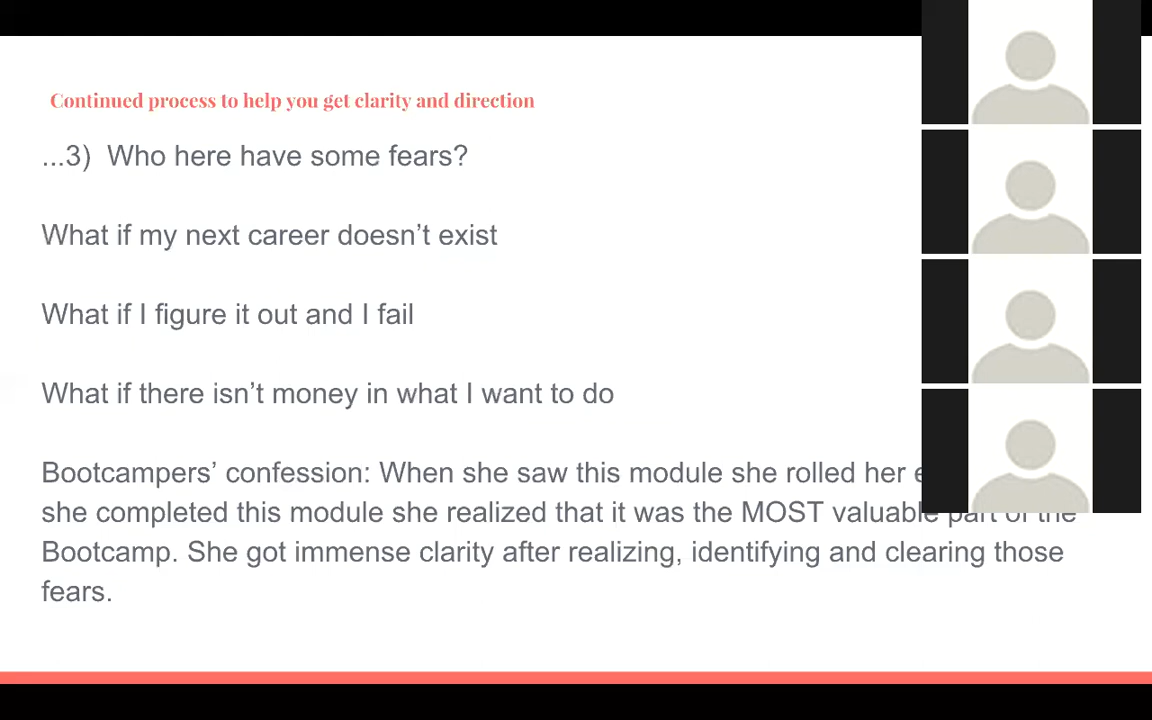 Continued process to help you get clarity and direction
...3) Who here have some fears?
What if my next career doesn’t exist
What if I figure it out and I fail
What if there isn’t money in what I want to do
Bootcampers’ confession: When she saw this module she rolled her
she completed this module she realized that it was the MOST valuable part of the
Bootcamp. She got immense clarity after realizing, identifying and clearing those
fears.